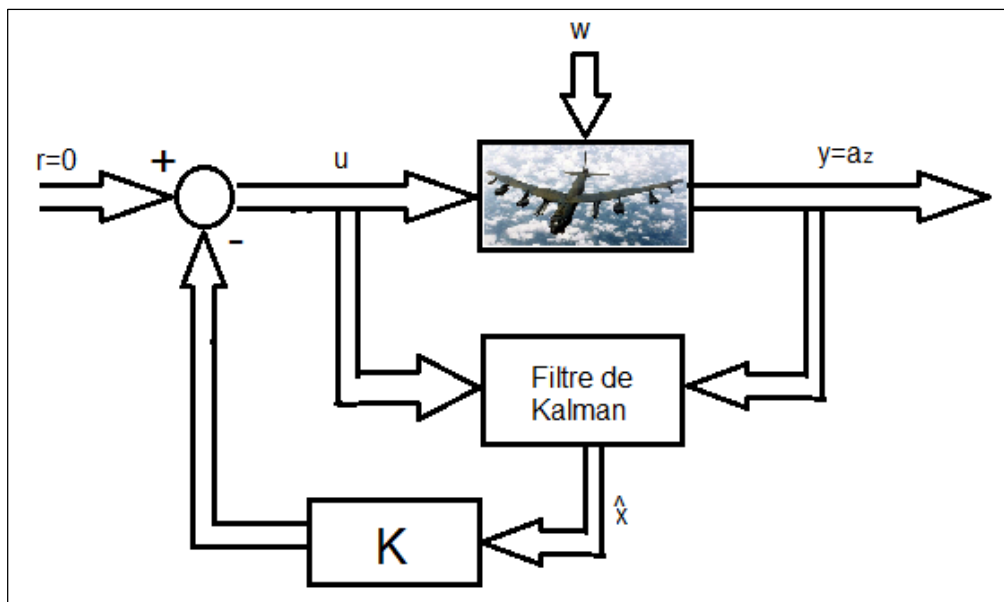 w
r=0
+
u
y=az
-
Filtre de
Kalman
x̂
K